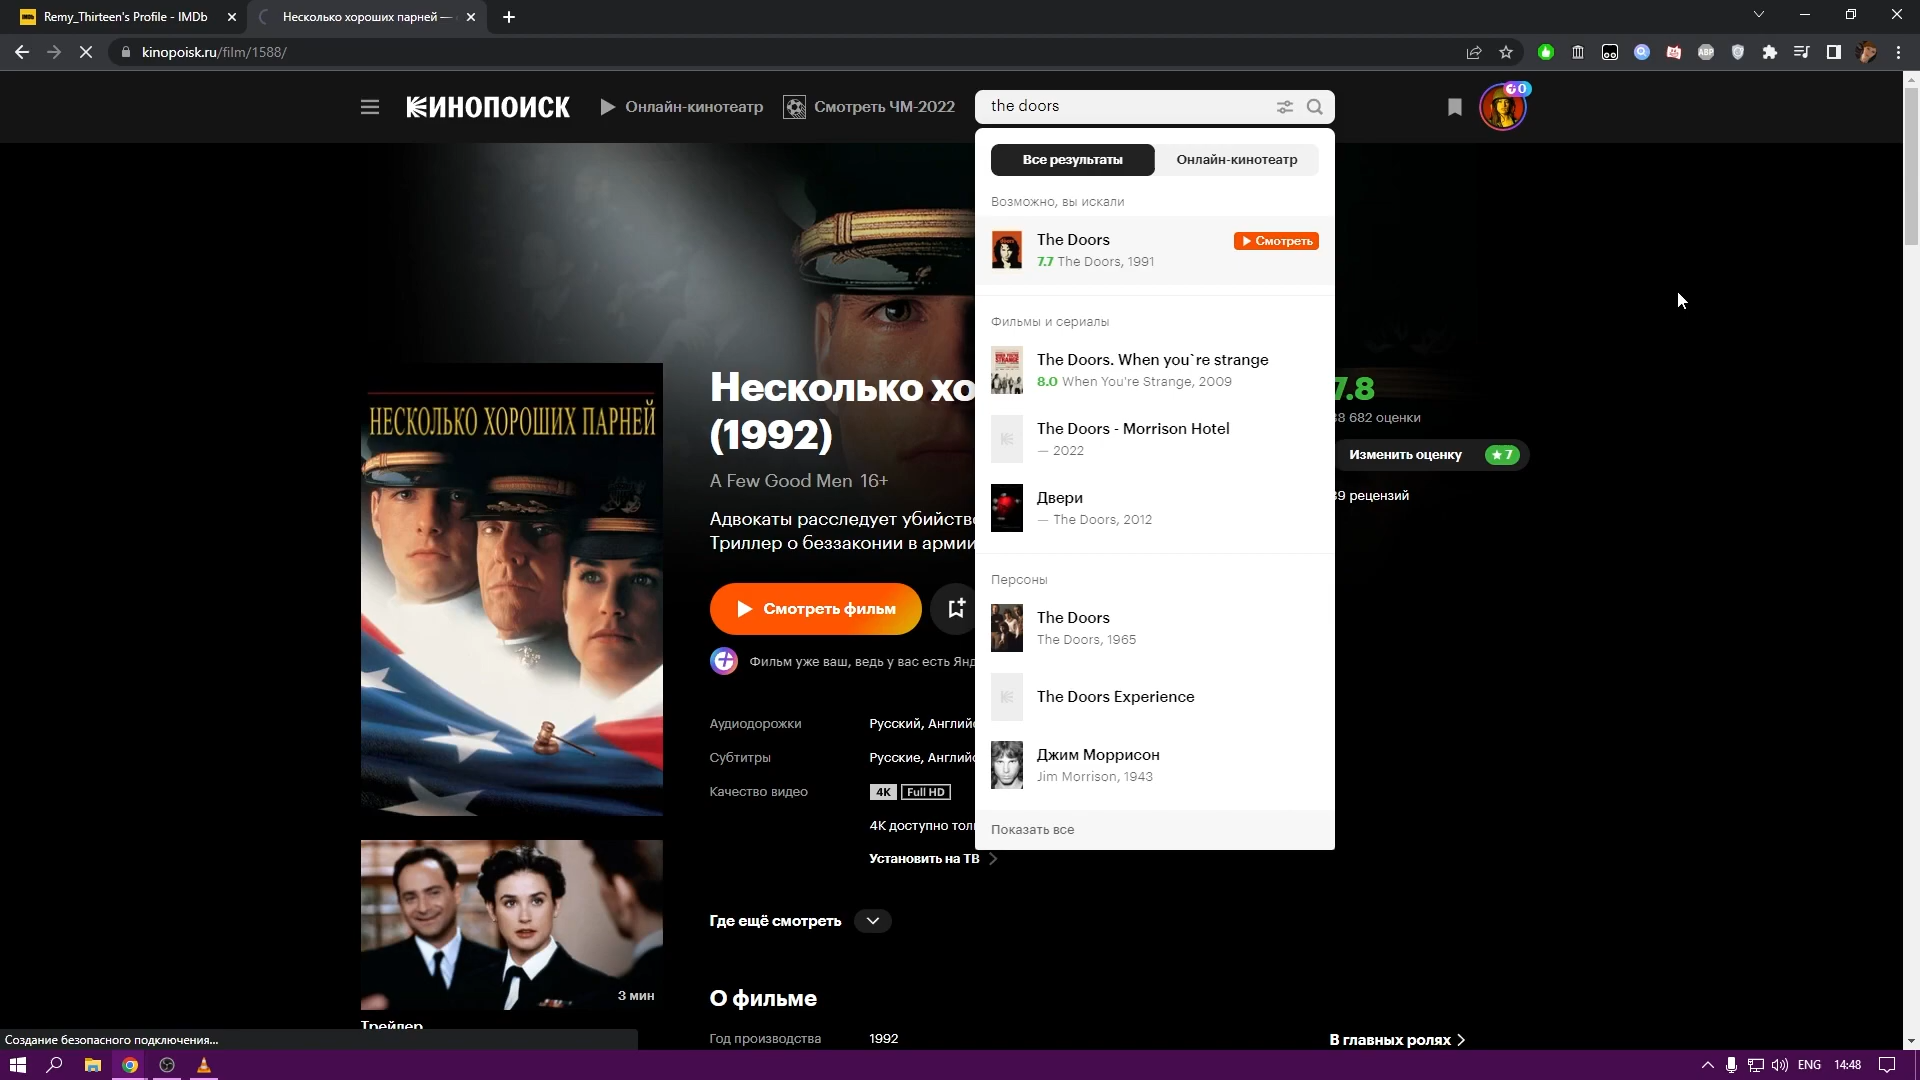 Remy_Thirteen's Profile - IMDb
Несколько хороших парней —
kinopoisk.ru/film/1588/
КИНОПОИСК
Онлайн-кинотеатр
Смотреть ЧМ-2022
the doors
0
Все результаты
Онлайн-кинотеатр
Возможно, вы искали
The Doors
Смотреть
7.7 The Doors, 1991
Фильмы и сериалы
The Doors. When you`re strange
8.0 When You're Strange, 2009
The Doors - Morrison Hotel
— 2022
Двери
— The Doors, 2012
Персоны
The Doors
The Doors, 1965
The Doors Experience
Джим Моррисон
Jim Morrison, 1943
Показать все
НЕСКОЛЬКО ХОРОШИХ ПАРНЕЙ
Несколько хо
(1992)
A Few Good Men 16+
Адвокаты расследует убийств
Триллер о беззаконии в армии
Смотреть фильм
Фильм уже ваш, ведь у вас есть Янд
Аудиодорожки
Русский, Англий
Субтитры
Русские, Англий
Качество видео
4K Full HD
4K доступно тол
Установить на ТВ
7.8
8 682 оценки
Изменить оценку
7
9 рецензий
Где ещё смотреть
О фильме
3 мин
Трейлер
Год производства
1992
В главных ролях
Создание безопасного подключения...
ENG
14:48